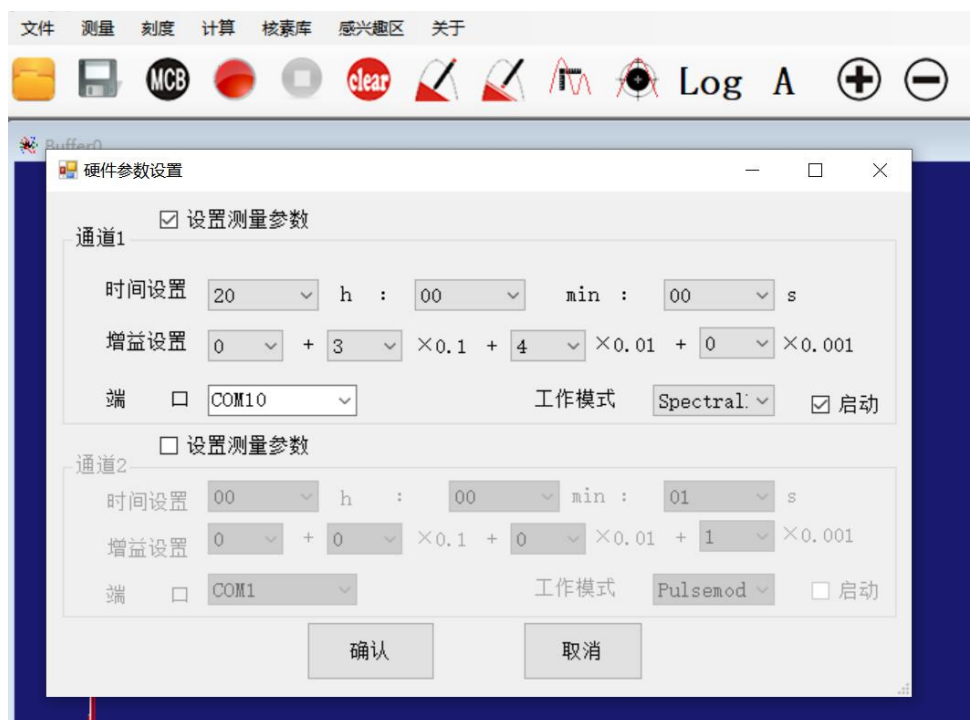 文件 测量 刻度 计算 核素库 感兴趣区 关于
MCB clear Log A
Buffer0
硬件参数设置
设置测量参数
通道1
时间设置 20 h : 00 min : 00 s
增益设置 0 + 3 ×0.1 + 4 ×0.01 + 0 ×0.001
端 口 COM10 工作模式 Spectral 启动
设置测量参数
通道2
时间设置 00 h : 00 min : 01 s
增益设置 0 + 0 ×0.1 + 0 ×0.01 + 1 ×0.001
端 口 COM1 工作模式 Pulsemod 启动
确认 取消